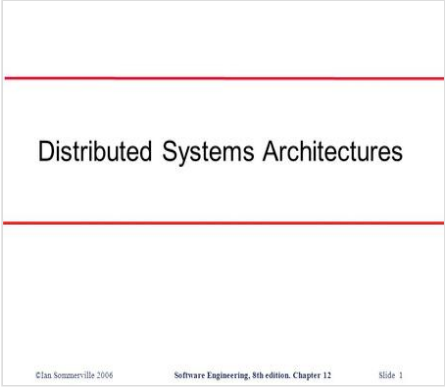 Distributed Systems Architectures
©Ian Sommerville 2006 Software Engineering, 8th edition. Chapter 12 Slide 1